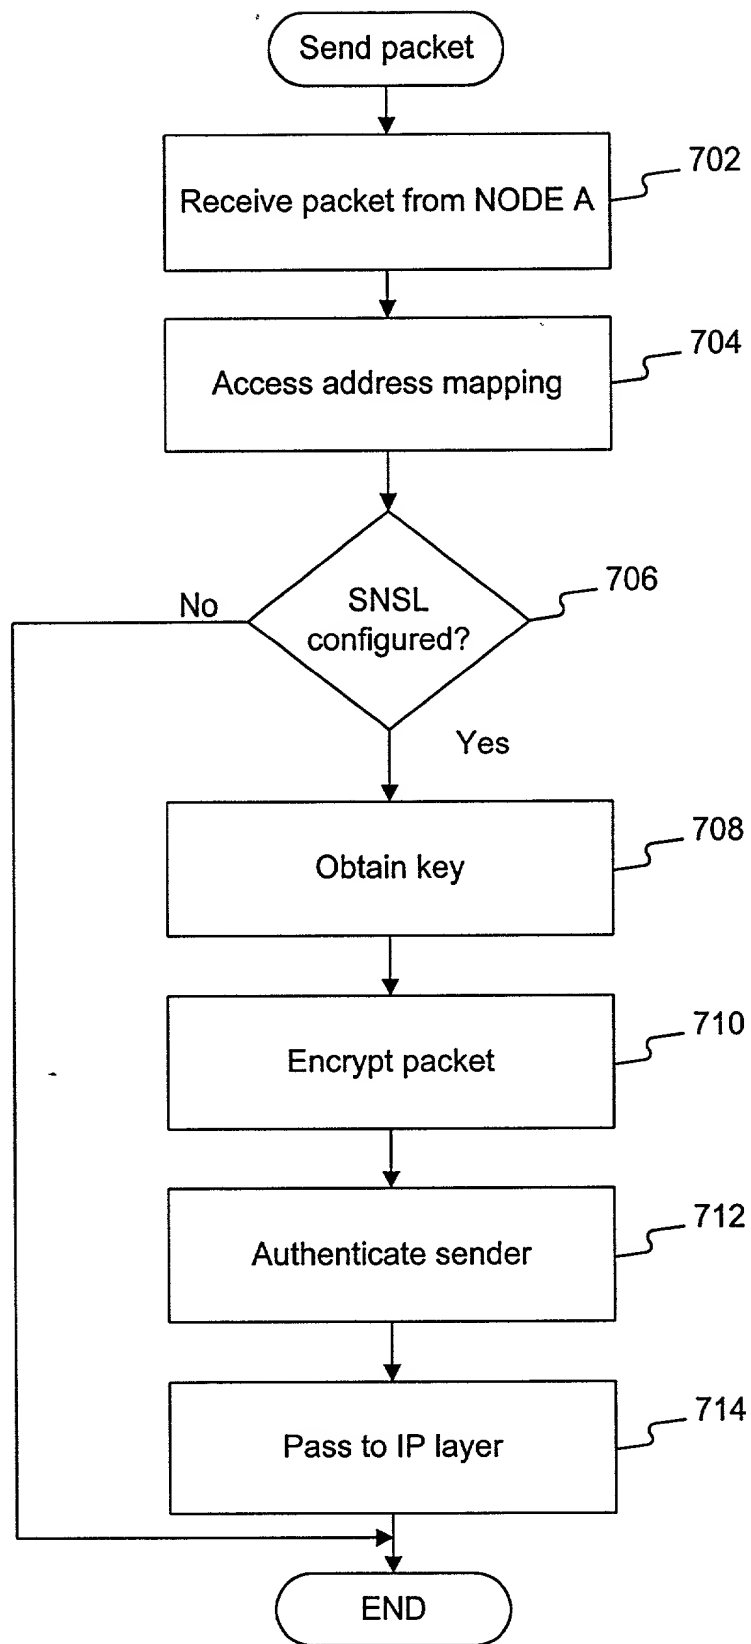 Send packet
702
Receive packet from NODE A
704
Access address mapping
706
No
SNSL
configured?
Yes
708
Obtain key
710
Encrypt packet
712
Authenticate sender
714
Pass to IP layer
END